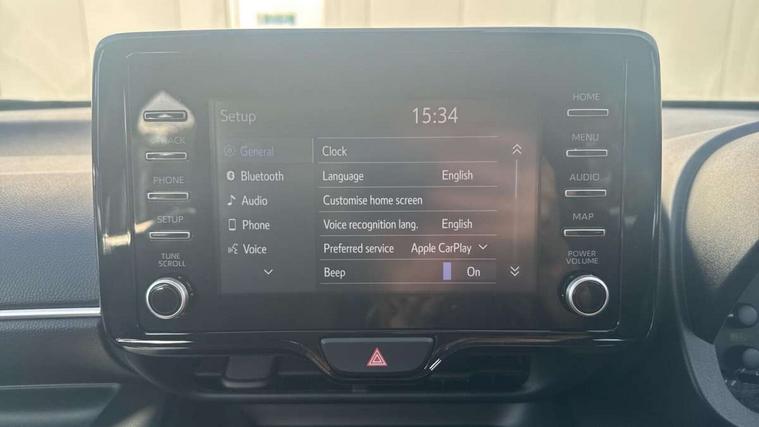 Setup 15:34
General
Bluetooth
Audio
Phone
Voice
Clock
Language English
Customise home screen
Voice recognition lang. English
Preferred service Apple CarPlay
Beep On
PHONE
SETUP
TUNE
SCROLL
HOME
MENU
AUDIO
MAP
POWER
VOLUME